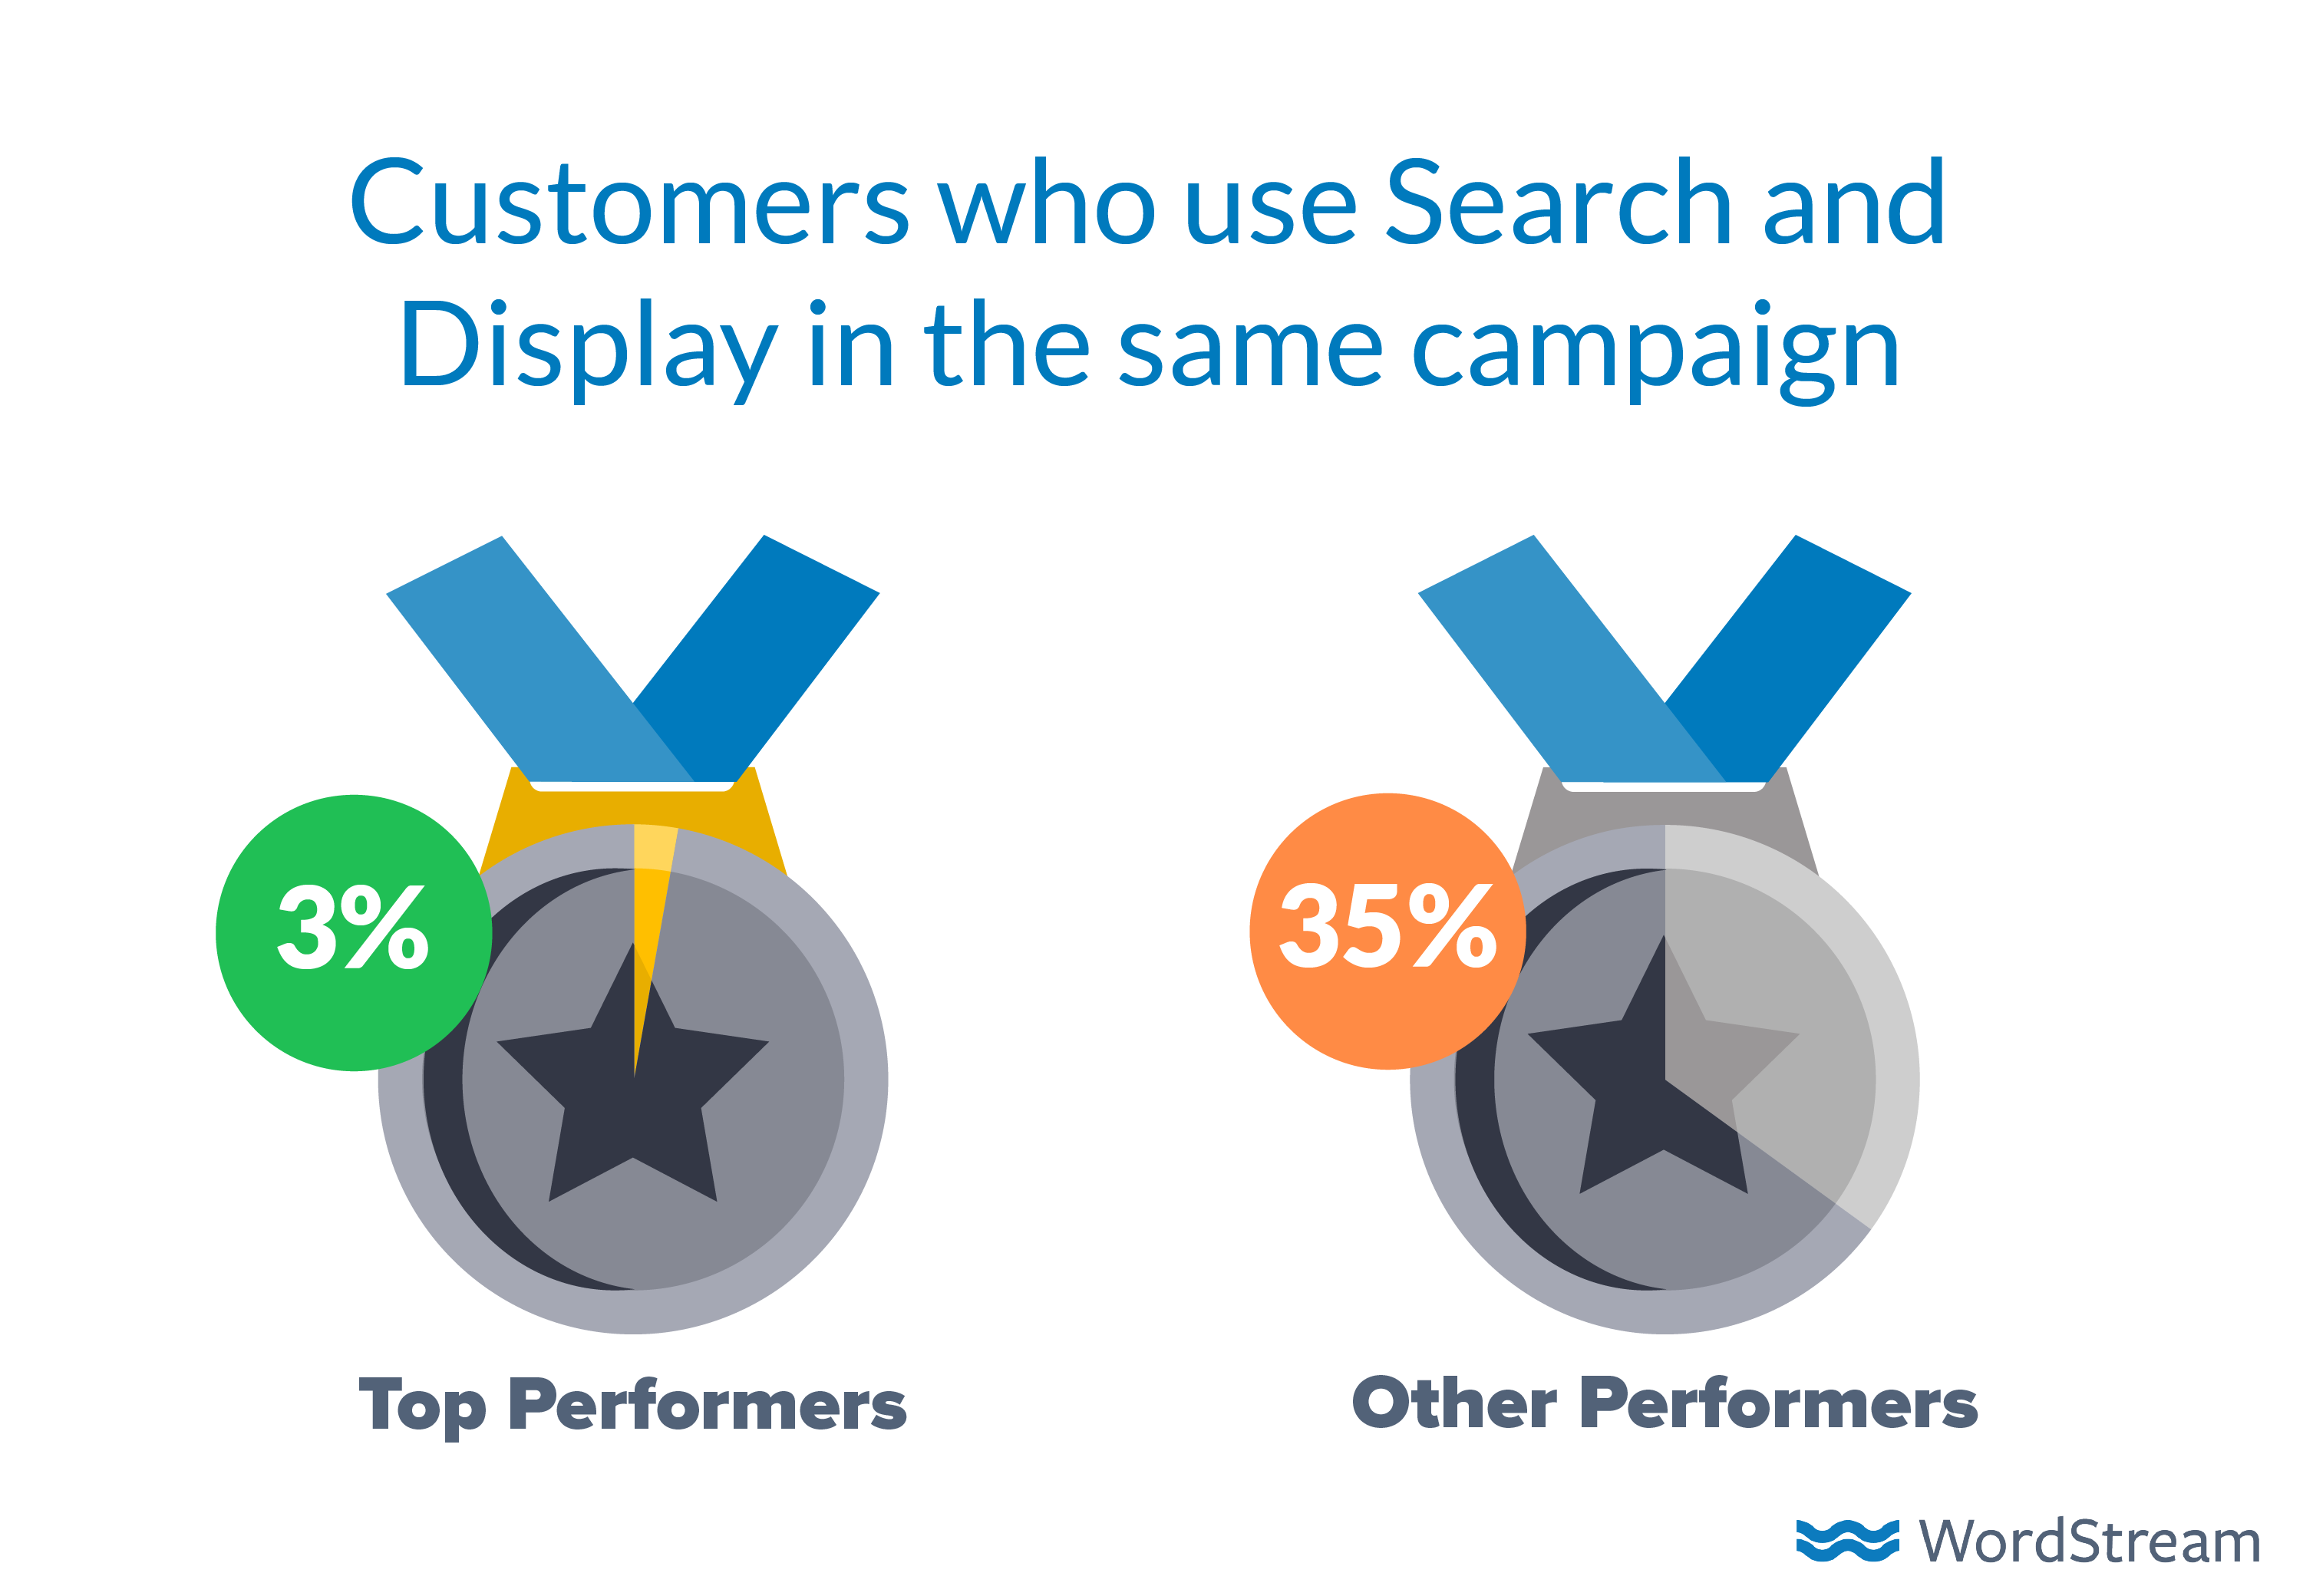 Customers who use Search and
Display in the same campaign
3%
35%
Top Performers
Other Performers
WordStream